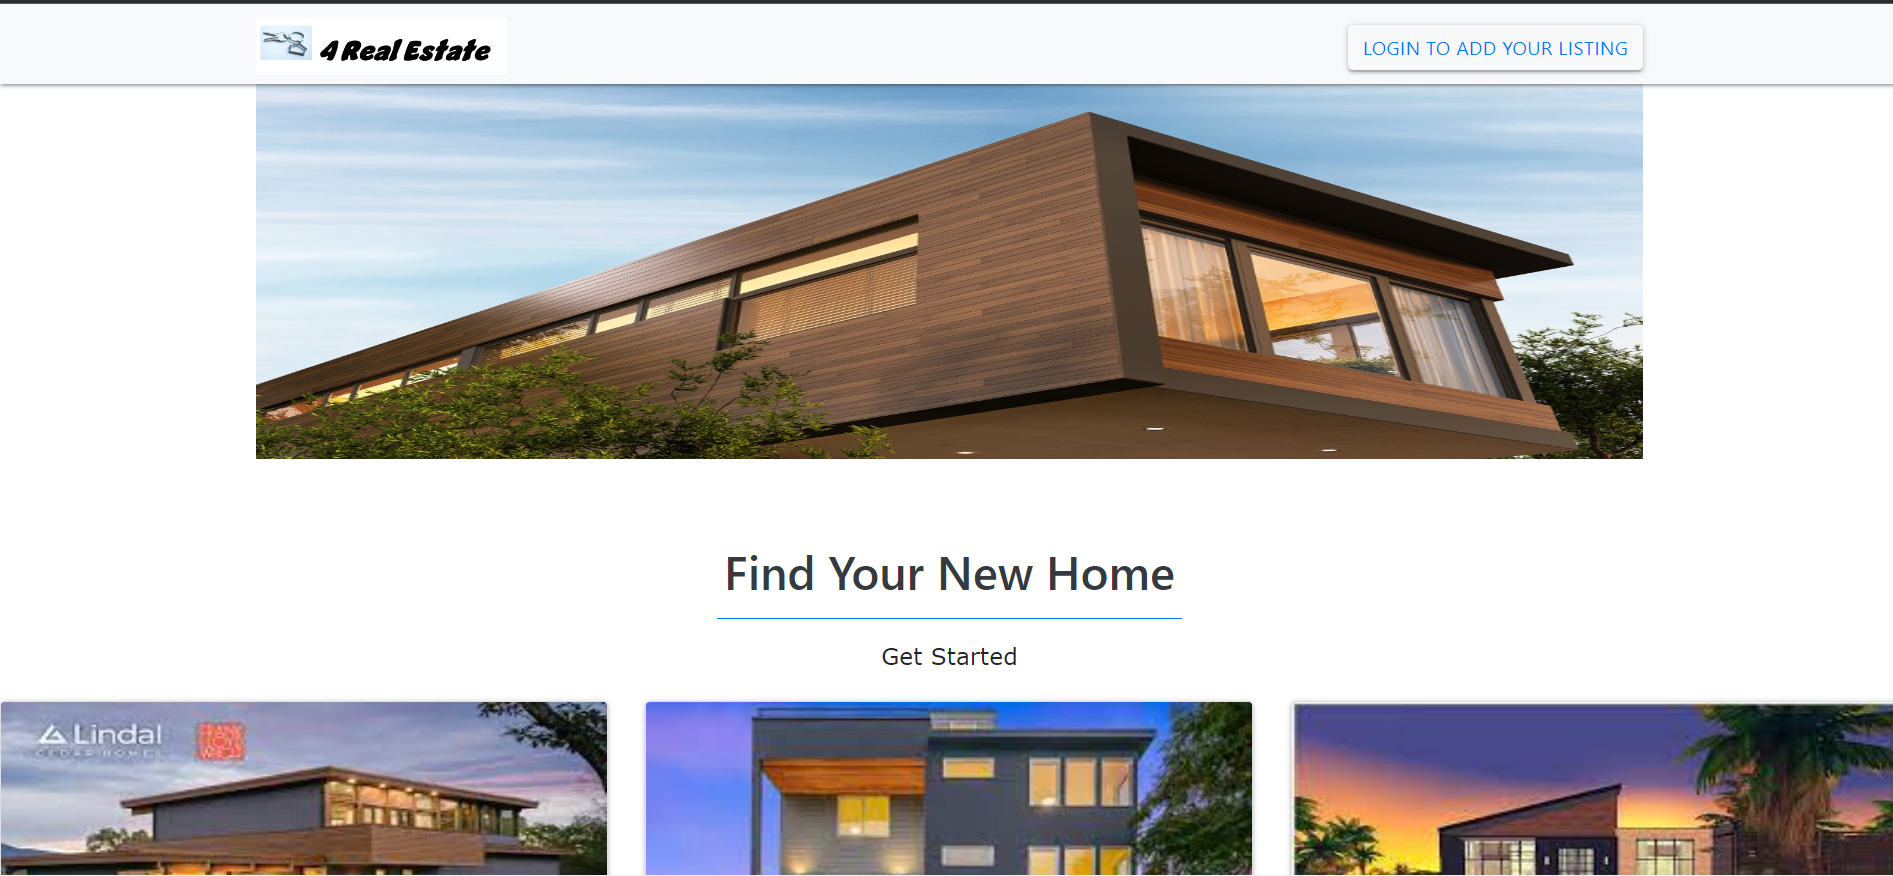 4 Real Estate
LOGIN TO ADD YOUR LISTING
Find Your New Home
Get Started
Lindal
CEDAR HOMES